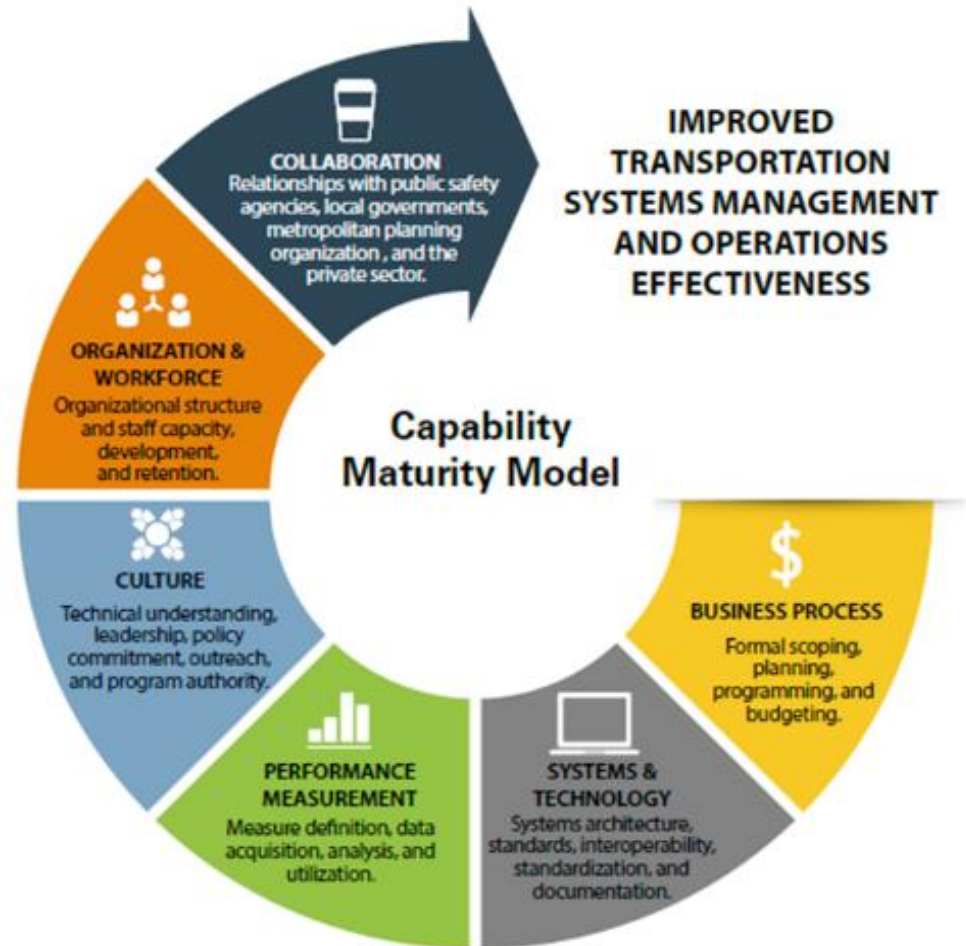 COLLABORATION
Relationships with public safety
agencies, local governments,
metropolitan planning
organization , and the
private sector.
IMPROVED
TRANSPORTATION
SYSTEMS MANAGEMENT
AND OPERATIONS
EFFECTIVENESS
ORGANIZATION &
WORKFORCE
Organizational structure
and staff capacity,
development,
and retention.
Capability
Maturity Model
CULTURE
Technical understanding,
leadership, policy
commitment, outreach,
and program authority.
$
BUSINESS PROCESS
Formal scoping,
planning,
programming, and
budgeting.
PERFORMANCE
MEASUREMENT
Measure definition, data
acquisition, analysis, and
utilization.
SYSTEMS &
TECHNOLOGY
Systems architecture,
standards, interoperability,
standardization, and
documentation.